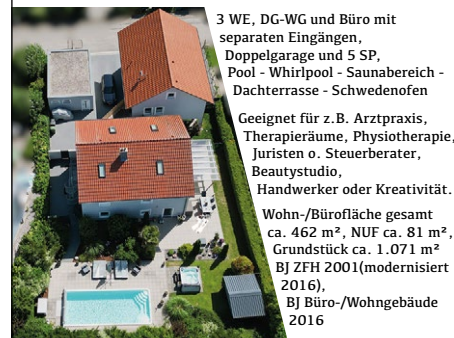 3 WE, DG-WG und Büro mit
separaten Eingängen,
Doppelgarage und 5 SP,
Pool - Whirlpool - Saunabereich -
Dachterrasse - Schwedenofen
Geeignet für z.B. Arztpraxis,
Therapieräume, Physiotherapie,
Juristen o. Steuerberater,
Beautystudio,
Handwerker oder Kreativität.
Wohn-/Bürofläche gesamt
ca. 462 m², NUF ca. 81 m²,
Grundstück ca. 1.071 m²
BJ ZFH 2001(modernisiert
2016),
BJ Büro-/Wohngebäude
2016